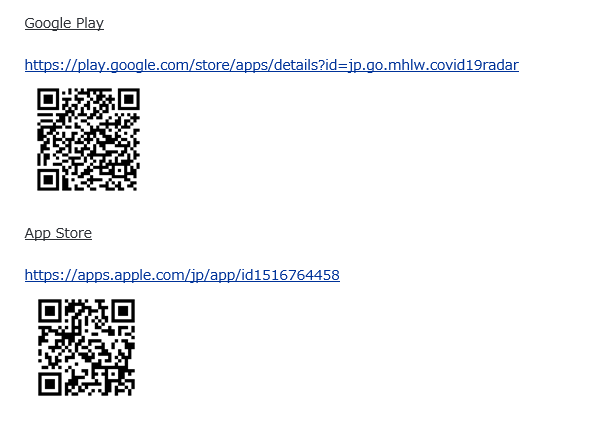 Google Play
https://play.google.com/store/apps/details?id=jp.go.mhlw.covid19radar
App Store
https://apps.apple.com/jp/app/id1516764458